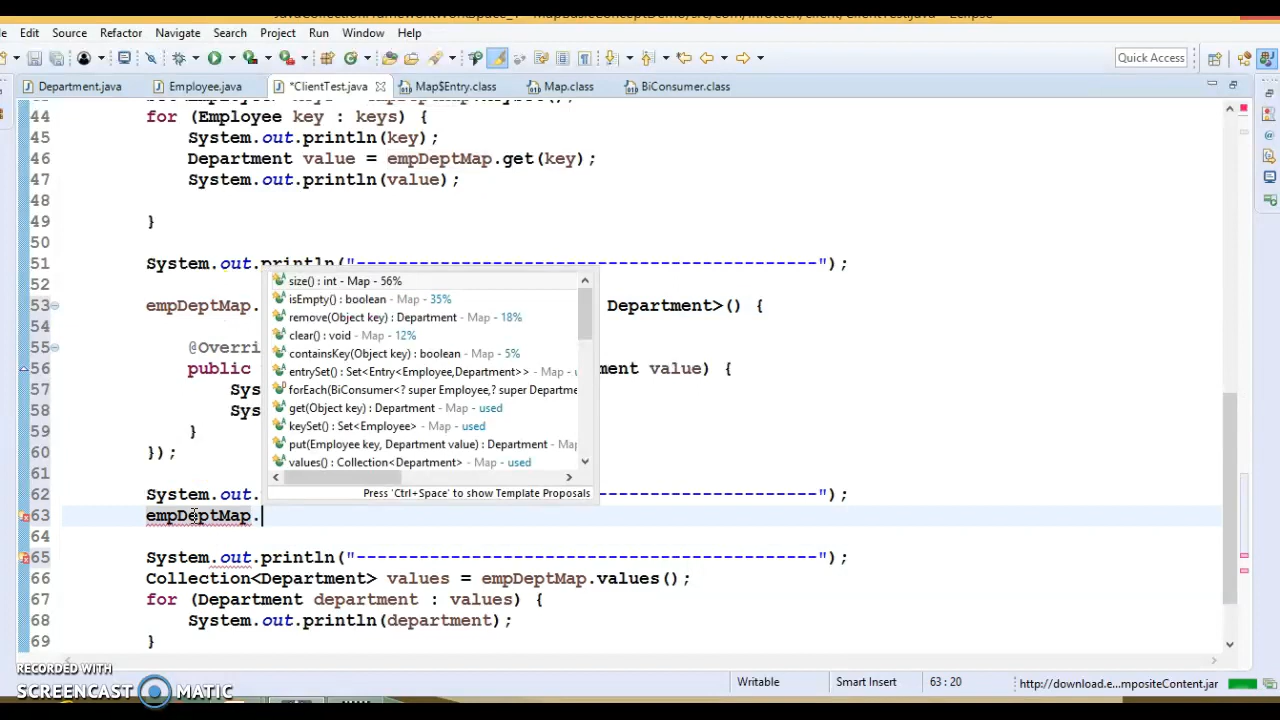 Edit Source Refactor Navigate Search Project Run Window Help
Quick Access
Department.java Employee.java *ClientTest.java Map$Entry.class Map.class BiConsumer.class
44 for (Employee key : keys) {
45 System.out.println(key);
46 Department value = empDeptMap.get(key);
47 System.out.println(value);
48
49 }
50
51 System.out.println("--------------------------------------------");
52
53 empDeptMap. Department>() {
54
55 @Overri
56 public ment value) {
57 Sys
58 Sys
59 }
60 });
61
62 System.out. ----------------------");
63 empDeptMap.
64
65 System.out.println("--------------------------------------------");
66 Collection<Department> values = empDeptMap.values();
67 for (Department department : values) {
68 System.out.println(department);
69 }
size() : int - Map - 56%
isEmpty() : boolean - Map - 35%
remove(Object key) : Department - Map - 18%
clear() : void - Map - 12%
containsKey(Object key) : boolean - Map - 5%
entrySet() : Set<Entry<Employee,Department>> - Map - u
forEach(BiConsumer<? super Employee,? super Departme
get(Object key) : Department - Map - used
keySet() : Set<Employee> - Map - used
put(Employee key, Department value) : Department - Map
values() : Collection<Department> - Map - used
Press 'Ctrl+Space' to show Template Proposals
RECORDED WITH
SCREENCAST MATIC
Writable Smart Insert 63 : 20 http://download.e...mpositeContent.jar